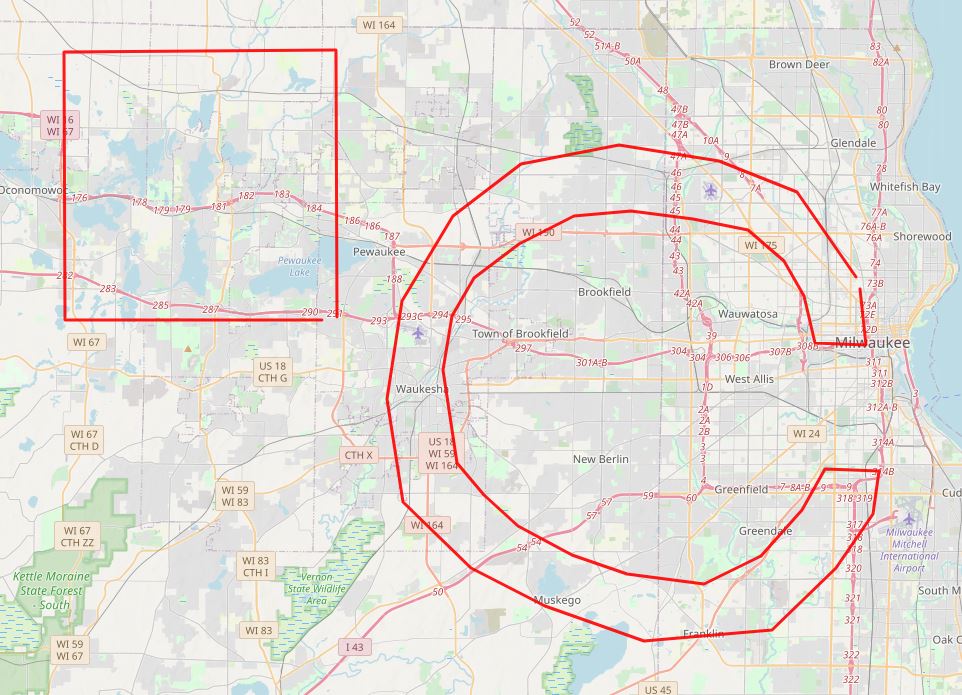 WI 164
52
52
51A-B
50A
83
82A
Brown Deer
48
47B
47B
47A
80
80
WI 16
WI 67
10A
Glendale
47A
9
78
46
46
45
45
7A
Oconomowoc
176
178
179
179
181
182
183
184
186
186
187
Whitefish Bay
77A
76A-B
76A
WI 190
44
44
43
43
WI 175
Shorewood
Pewaukee
Pewaukee
Lake
74
73B
73A
72E
72D
188
282
283
285
287
290
291
293
293C
294
295
Brookfield
42A
42A
Wauwatosa
39
Town of Brookfield
297
301A-B
304
304
306
306
307B
308B
Milwaukee
311
311
312B
WI 67
US 18
CTH G
Waukesha
West Allis
1D
312A-B
2A
2A
2B
WI 67
CTH D
CTH X
US 18
WI 59
WI 164
WI 24
314A
314B
3
New Berlin
WI 59
WI 83
59
59
60
57
57
Greenfield
7
8A-B
9
9
318
319
WI 67
CTH ZZ
WI 164
54
54
Greendale
317
318
318
Milwaukee
Mitchell
International
Airport
WI 83
CTH I
Kettle Moraine
State Forest
- South
Vernon
State Wildlife
Area
50
Muskego
320
321
321
WI 83
Franklin
WI 59
WI 67
I 43
322
322
US 45